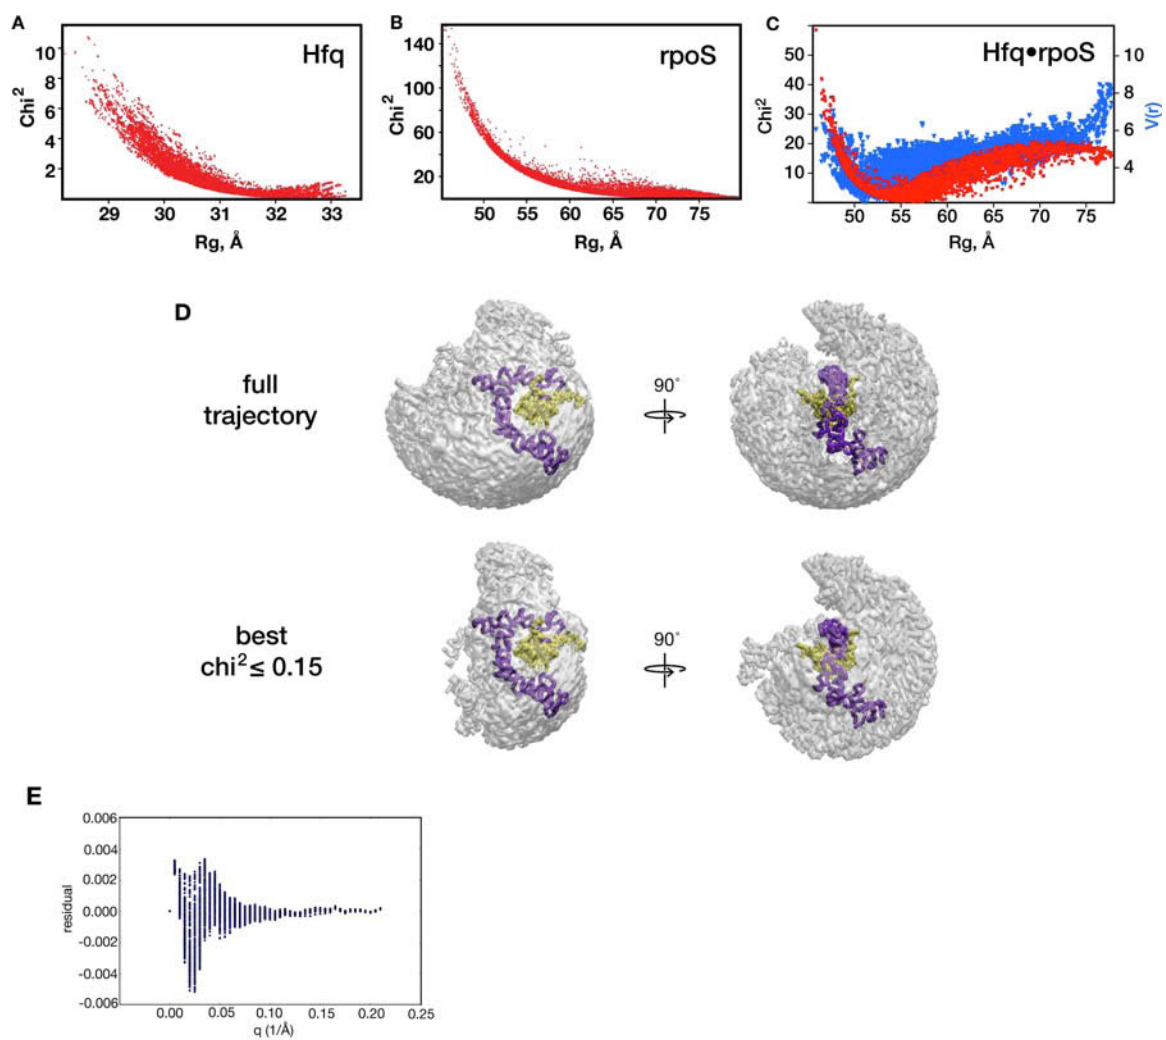 A
Hfq
Chi2
10
8
6
4
2
29 30 31 32 33
Rg, Å
B
rpoS
Chi2
140
100
60
20
50 55 60 65 70 75
Rg, Å
C
Hfq•rpoS
Chi2
50
40
30
20
10
10
8
6
4
V(r)
50 55 60 65 70 75
Rg, Å
D
full
trajectory
90°
best
chi2≤ 0.15
90°
E
residual
0.006
0.004
0.002
0.000
-0.002
-0.004
-0.006
0.00 0.05 0.10 0.15 0.20 0.25
q (1/Å)